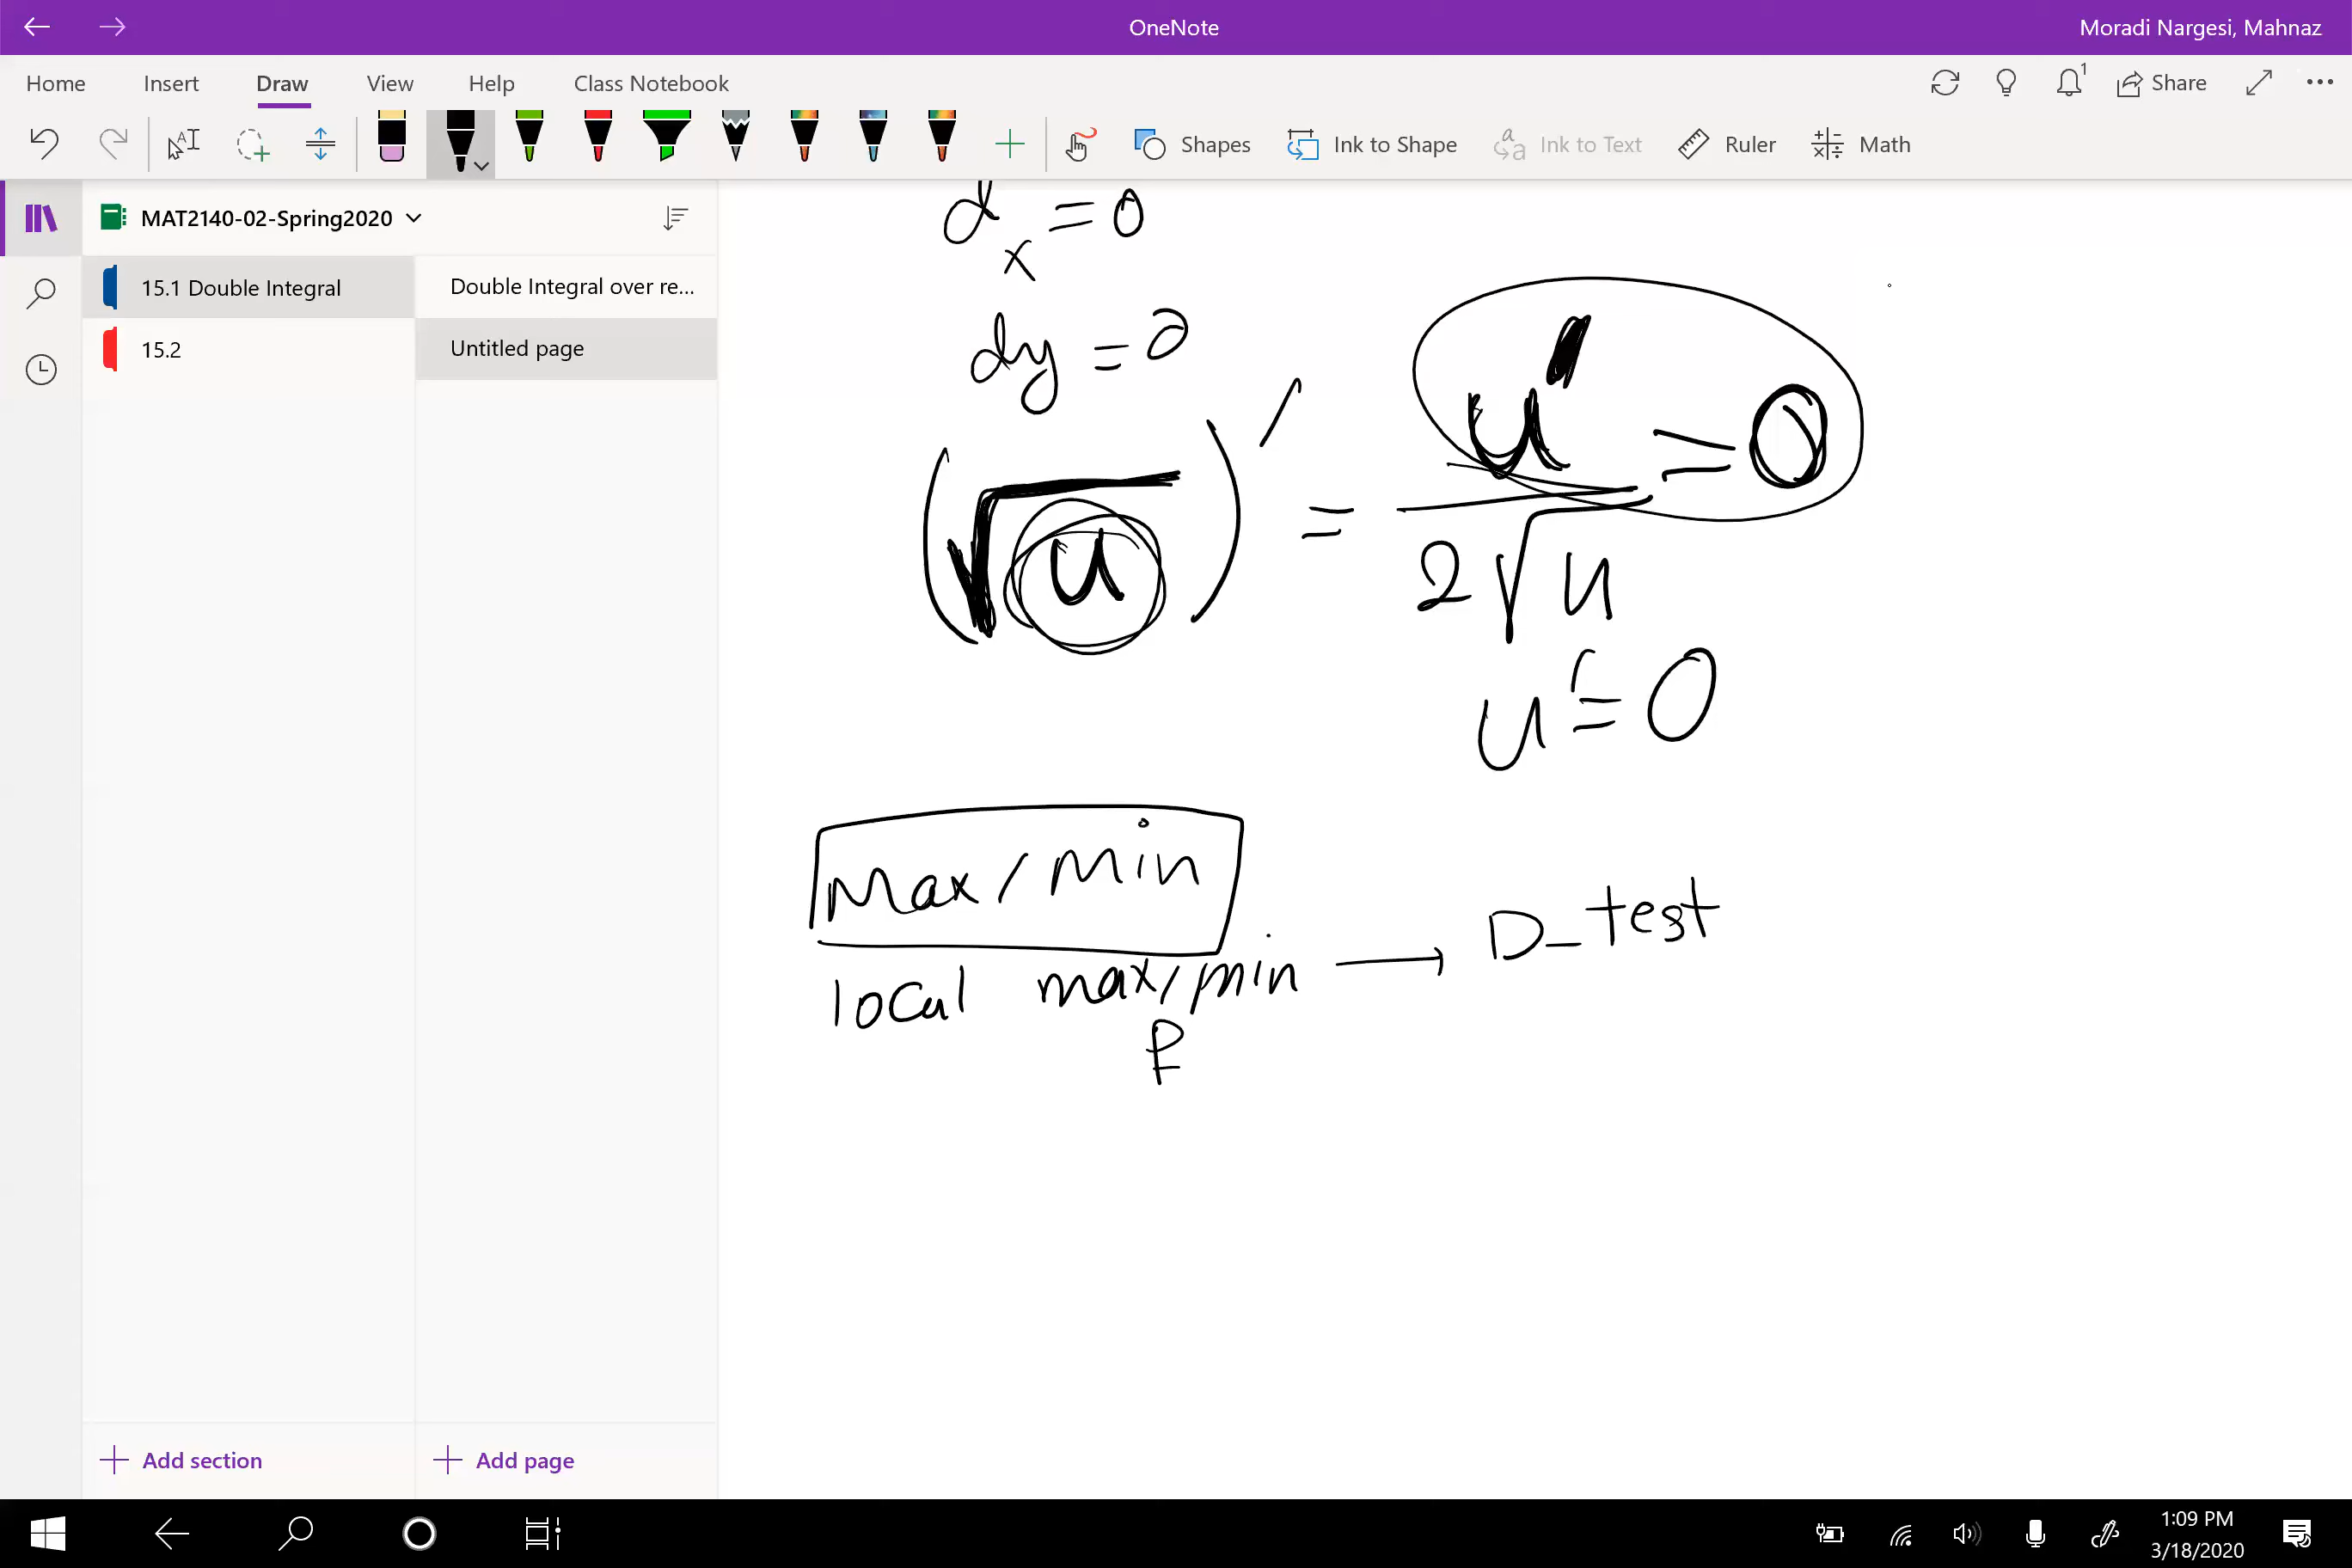 OneNote
Moradi Nargesi, Mahnaz
Home Insert Draw View Help Class Notebook
1
Share
Shapes Ink to Shape Ink to Text Ruler Math
MAT2140-02-Spring2020
15.1 Double Integral
15.2
Double Integral over re...
Untitled page
d_x = 0
dy = 0
(√u)' = u' = 0
2√u
u' = 0
Max/min
local max/min → D_test
Add section
Add page
1:09 PM
3/18/2020